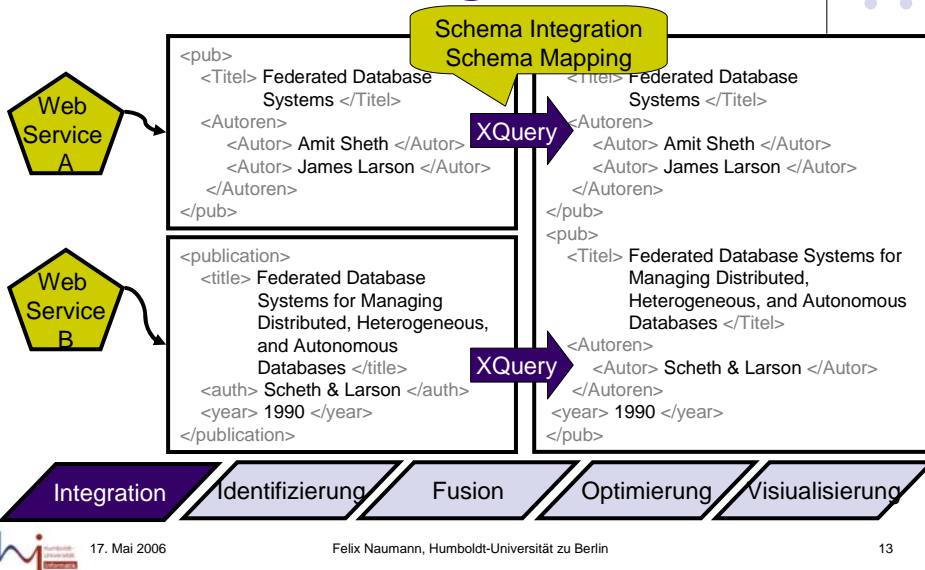 Schema Integration
Schema Mapping
Web
Service
A
<pub>
<Titel> Federated Database
Systems </Titel>
<Autoren>
<Autor> Amit Sheth </Autor>
<Autor> James Larson </Autor>
</Autoren>
</pub>
XQuery
<Titel> Federated Database
Systems </Titel>
<Autoren>
<Autor> Amit Sheth </Autor>
<Autor> James Larson </Autor>
</Autoren>
</pub>
<pub>
<Titel> Federated Database Systems for
Managing Distributed,
Heterogeneous, and Autonomous
Databases </Titel>
<Autoren>
<Autor> Scheth & Larson </Autor>
</Autoren>
<year> 1990 </year>
</pub>
Web
Service
B
<publication>
<title> Federated Database
Systems for Managing
Distributed, Heterogeneous,
and Autonomous
Databases </title>
<auth> Scheth & Larson </auth>
<year> 1990 </year>
</publication>
XQuery
Integration
Identifizierung
Fusion
Optimierung
Visiualisierung
Humboldt-
Universität
Informatik
17. Mai 2006
Felix Naumann, Humboldt-Universität zu Berlin
13